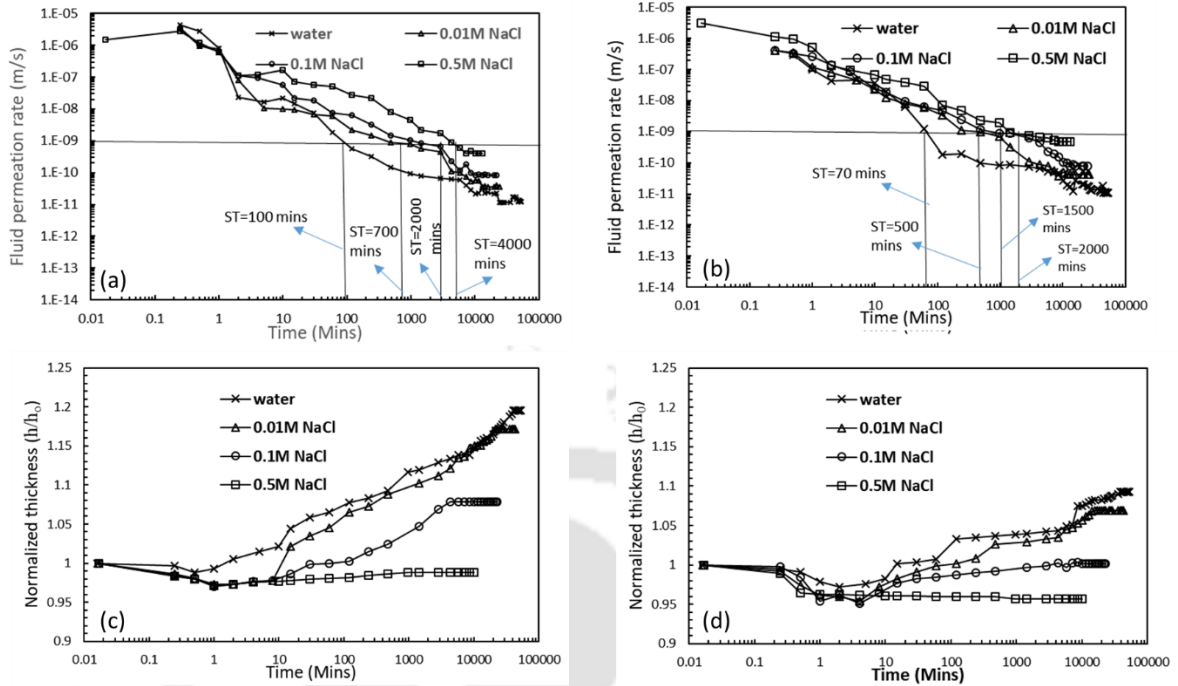 1.E-05
1.E-06
1.E-07
1.E-08
1.E-09
1.E-10
1.E-11
1.E-12
1.E-13
1.E-14
Fluid permeation rate (m/s)
water
0.01M NaCl
0.1M NaCl
0.5M NaCl
ST=100 mins
ST=700
mins
ST=2000
mins
ST=4000
mins
(a)
0.01 0.1 1 10 100 1000 10000 100000
Time (Mins)
1.E-05
1.E-06
1.E-07
1.E-08
1.E-09
1.E-10
1.E-11
1.E-12
1.E-13
1.E-14
Fluid permeation rate (m/s)
water
0.01M NaCl
0.1M NaCl
0.5M NaCl
ST=70 mins
ST=500
mins
ST=1500
mins
ST=2000
mins
(b)
0.01 0.1 1 10 100 1000 10000 100000
Time (Mins)
1.25
1.2
1.15
1.1
1.05
1
0.95
0.9
Normalized thickness (h/h₀)
water
0.01M NaCl
0.1M NaCl
0.5M NaCl
(c)
0.01 0.1 1 10 100 1000 10000 100000
Time (Mins)
1.25
1.2
1.15
1.1
1.05
1
0.95
0.9
Normalized thickness (h/h₀)
water
0.01M NaCl
0.1M NaCl
0.5M NaCl
(d)
0.01 0.1 1 10 100 1000 10000 100000
Time (Mins)